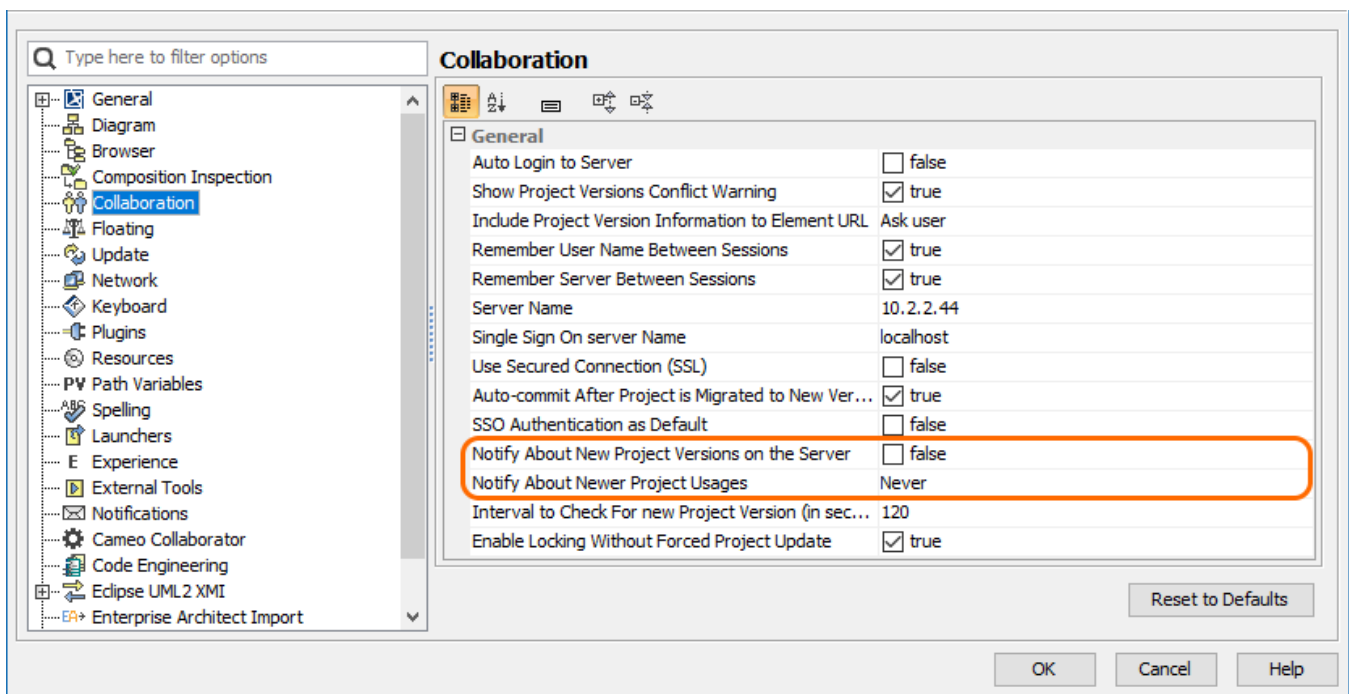 Type here to filter options
General
Diagram
Browser
Composition Inspection
Collaboration
Floating
Update
Network
Keyboard
Plugins
Resources
PV Path Variables
Spelling
Launchers
E Experience
External Tools
Notifications
Cameo Collaborator
Code Engineering
Eclipse UML2 XMI
EA Enterprise Architect Import
Collaboration
General
Auto Login to Server false
Show Project Versions Conflict Warning true
Include Project Version Information to Element URL Ask user
Remember User Name Between Sessions true
Remember Server Between Sessions true
Server Name 10.2.2.44
Single Sign On server Name localhost
Use Secured Connection (SSL) false
Auto-commit After Project is Migrated to New Ver... true
SSO Authentication as Default false
Notify About New Project Versions on the Server false
Notify About Newer Project Usages Never
Interval to Check For new Project Version (in sec... 120
Enable Locking Without Forced Project Update true
Reset to Defaults
OK Cancel Help